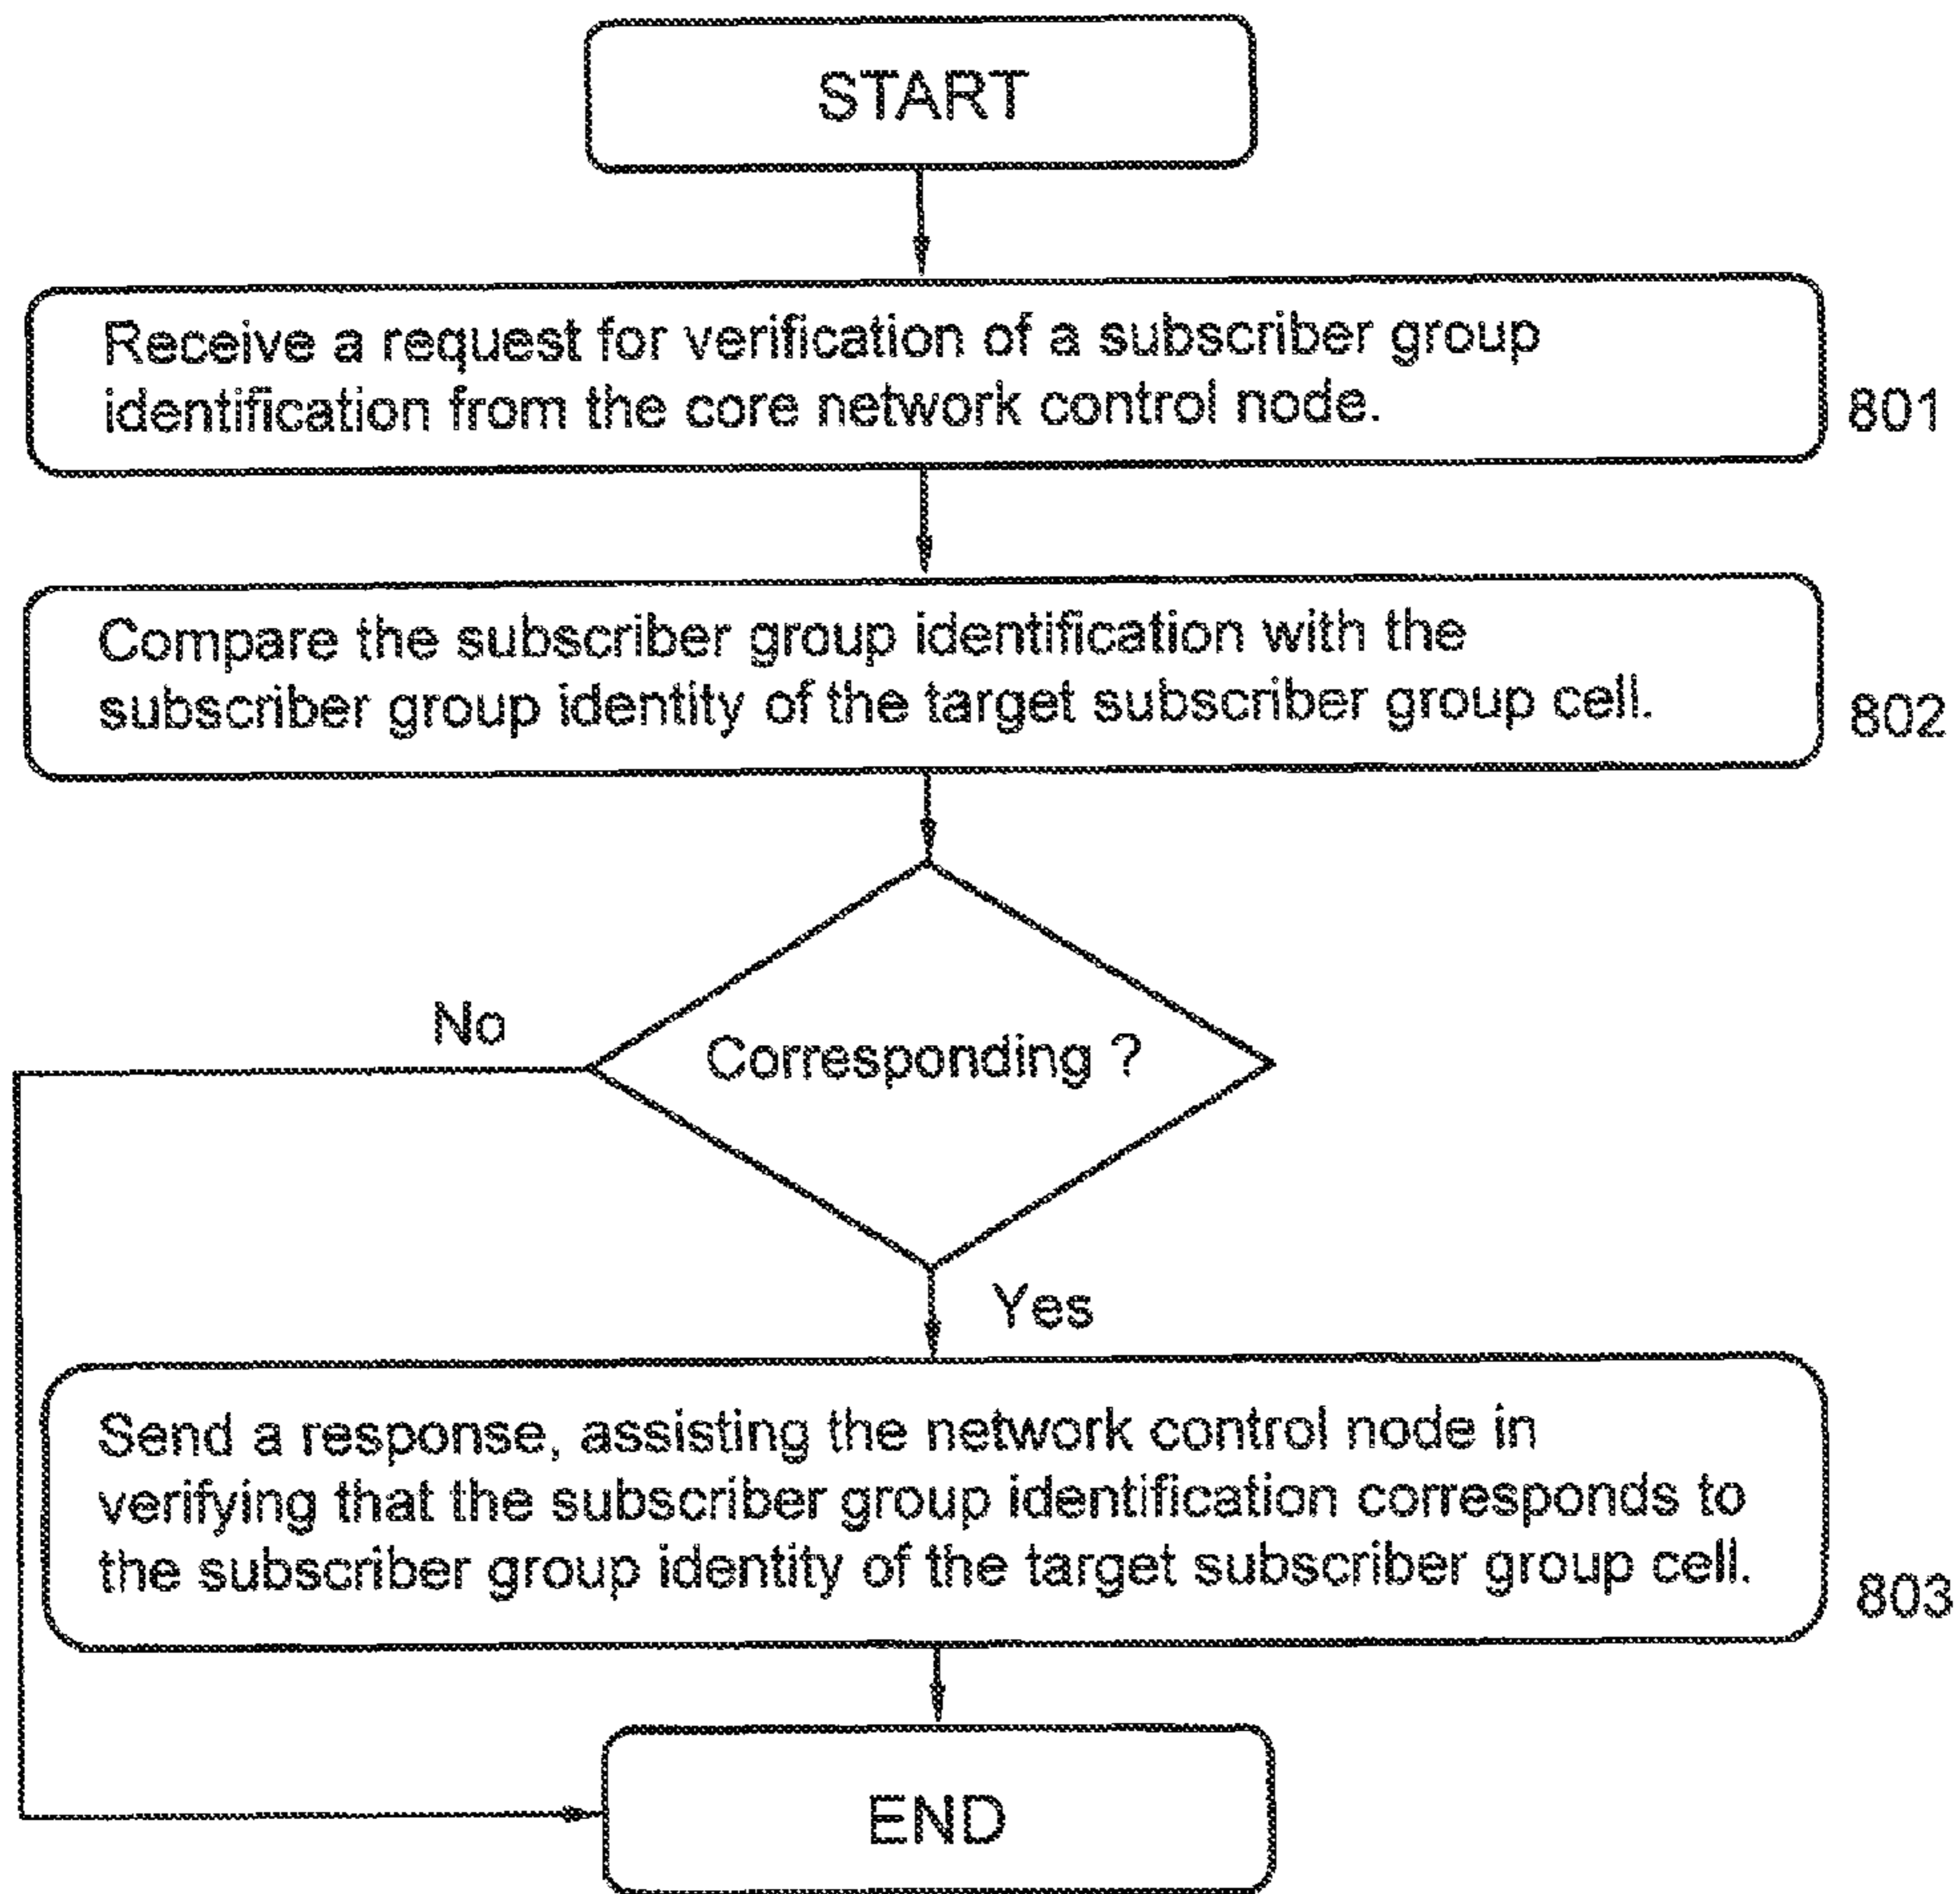 START
Receive a request for verification of a subscriber group
identification from the core network control node.
801
Compare the subscriber group identification with the
subscriber group identity of the target subscriber group cell.
802
Corresponding ?
No
Yes
Send a response, assisting the network control node in
verifying that the subscriber group identification corresponds to
the subscriber group identity of the target subscriber group cell.
803
END